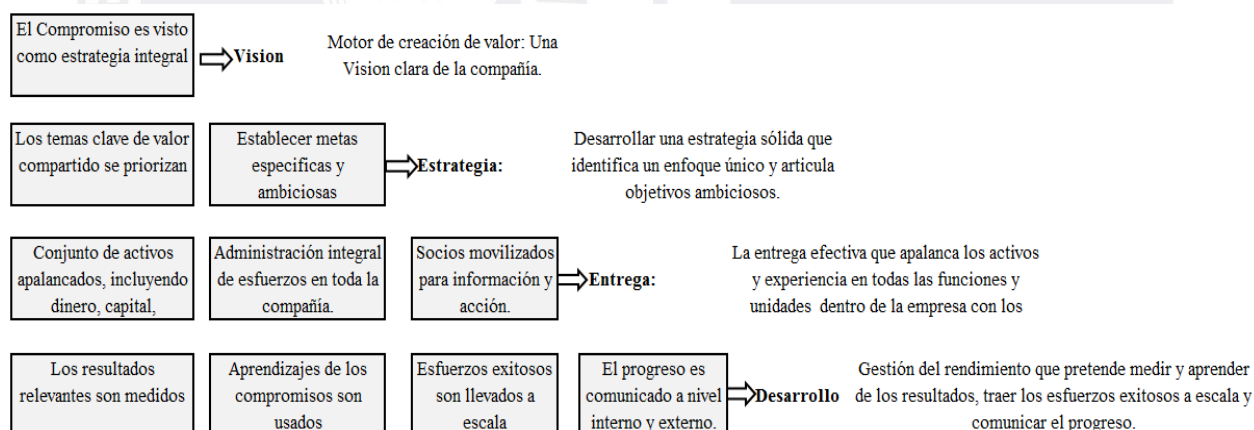 El Compromiso es visto
como estrategia integral
Vision
Motor de creación de valor: Una
Vision clara de la compañía.
Los temas clave de valor
compartido se priorizan
Establecer metas
especificas y
ambiciosas
Estrategia:
Desarrollar una estrategia sólida que
identifica un enfoque único y articula
objetivos ambiciosos.
Conjunto de activos
apalancados, incluyendo
dinero, capital,
Administración integral
de esfuerzos en toda la
compañía.
Socios movilizados
para información y
acción.
Entrega:
La entrega efectiva que apalanca los activos
y experiencia en todas las funciones y
unidades dentro de la empresa con los
Los resultados
relevantes son medidos
Aprendizajes de los
compromisos son
usados
Esfuerzos exitosos
son llevados a
escala
El progreso es
comunicado a nivel
interno y externo.
Desarrollo
Gestión del rendimiento que pretende medir y aprender
de los resultados, traer los esfuerzos exitosos a escala y
comunicar el progreso.